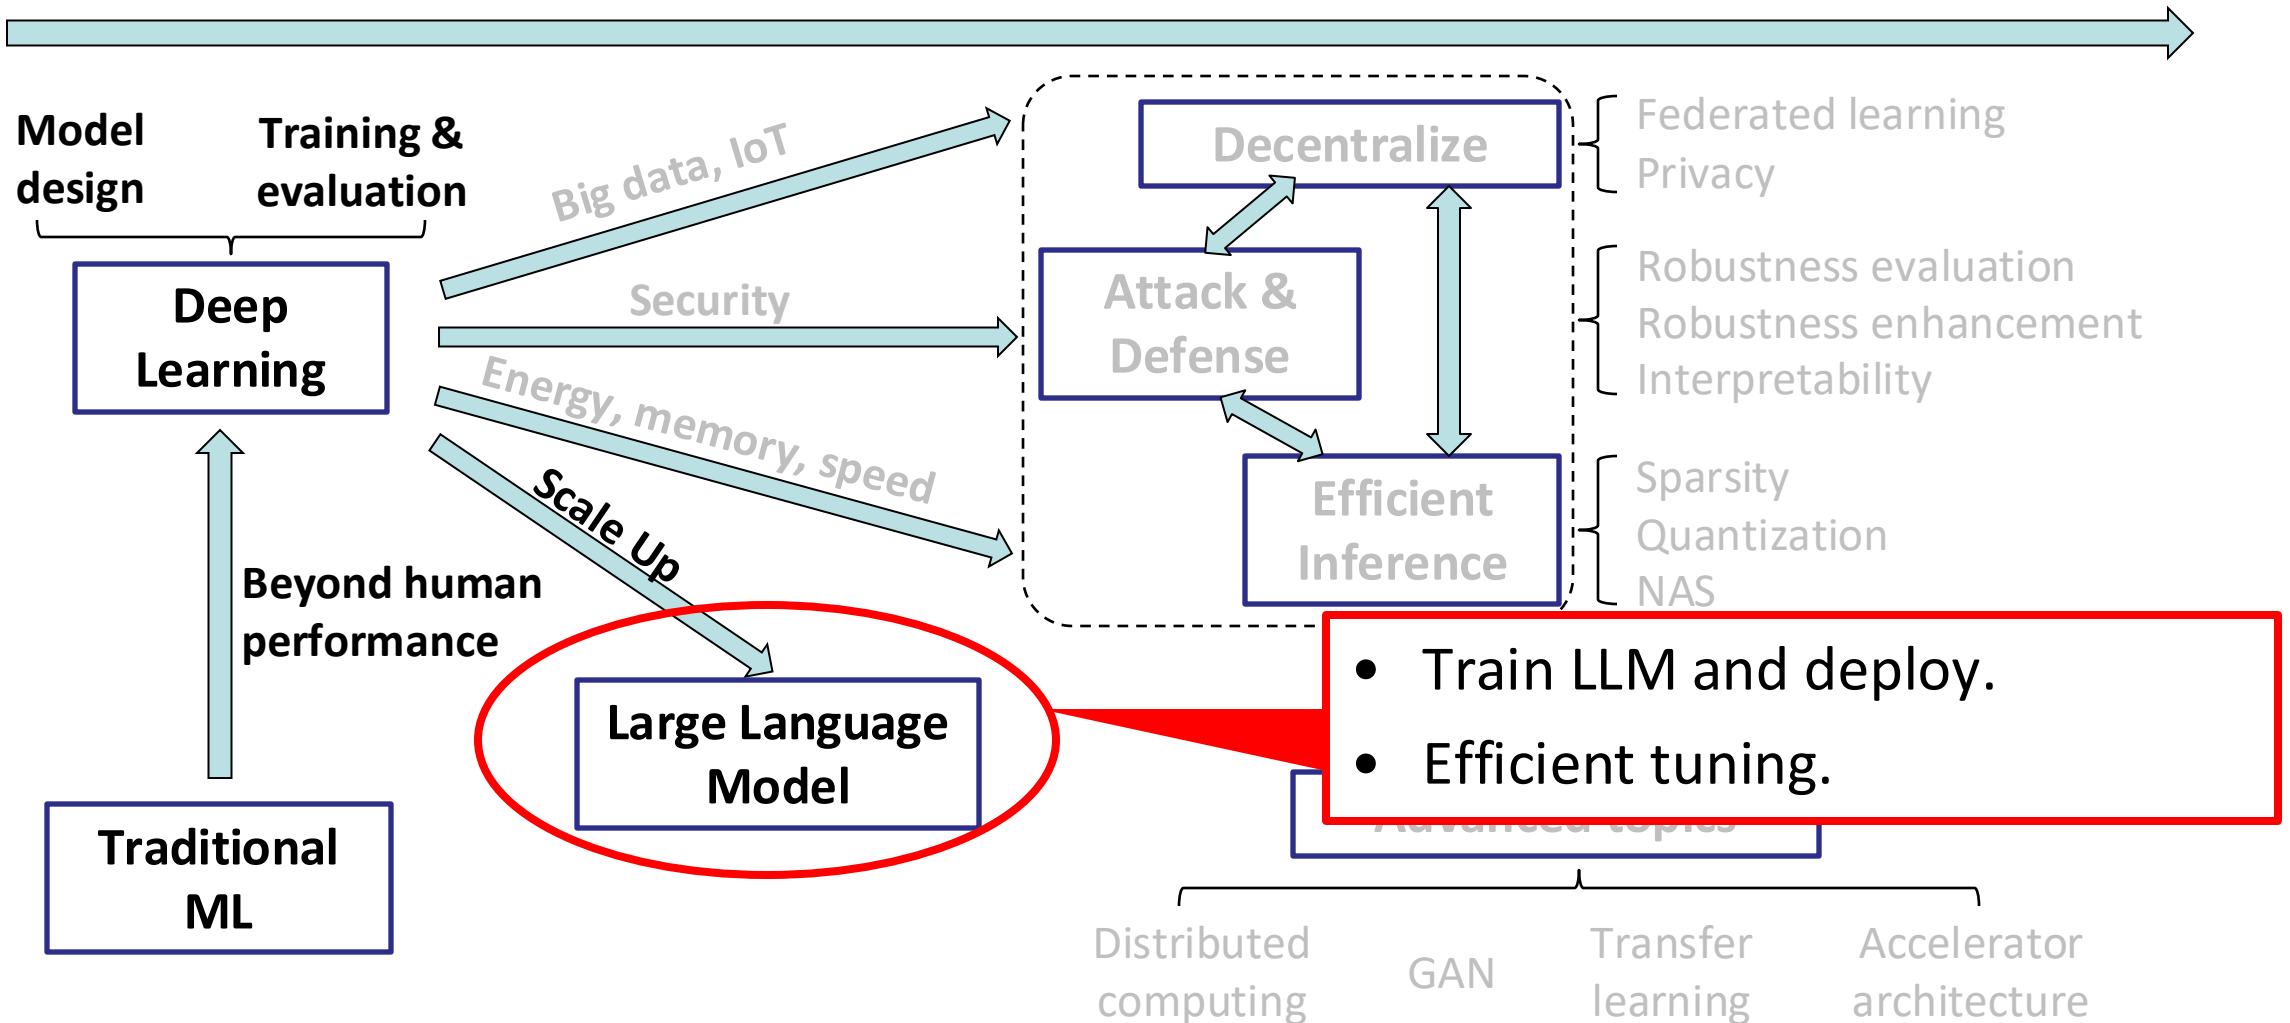 Model
design
Training &
evaluation
Deep
Learning
Beyond human
performance
Traditional
ML
Big data, IoT
Security
Energy, memory, speed
Scale Up
Large Language
Model
Decentralize
Attack &
Defense
Efficient
Inference
Federated learning
Privacy
Robustness evaluation
Robustness enhancement
Interpretability
Sparsity
Quantization
NAS
• Train LLM and deploy.
• Efficient tuning.
Advanced topics
Distributed
computing
GAN
Transfer
learning
Accelerator
architecture